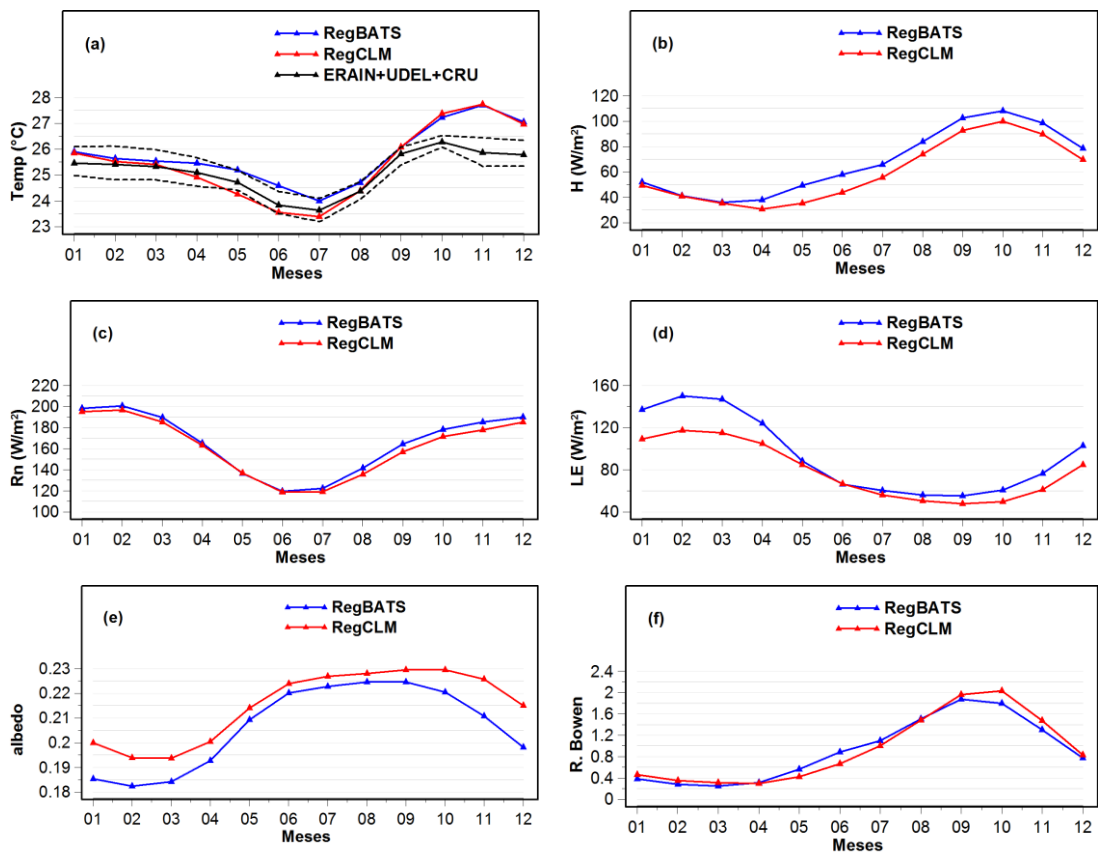 (a)
RegBATS
RegCLM
ERAIN+UDEL+CRU
Temp (°C)
28
27
26
25
24
23
01 02 03 04 05 06 07 08 09 10 11 12
Meses
(b)
RegBATS
RegCLM
H (W/m²)
120
100
80
60
40
20
01 02 03 04 05 06 07 08 09 10 11 12
Meses
(c)
RegBATS
RegCLM
Rn (W/m²)
220
200
180
160
140
120
100
01 02 03 04 05 06 07 08 09 10 11 12
Meses
(d)
RegBATS
RegCLM
LE (W/m²)
160
120
80
40
01 02 03 04 05 06 07 08 09 10 11 12
Meses
(e)
RegBATS
RegCLM
albedo
0.23
0.22
0.21
0.2
0.19
0.18
01 02 03 04 05 06 07 08 09 10 11 12
Meses
(f)
RegBATS
RegCLM
R. Bowen
2.4
2
1.6
1.2
0.8
0.4
0
01 02 03 04 05 06 07 08 09 10 11 12
Meses